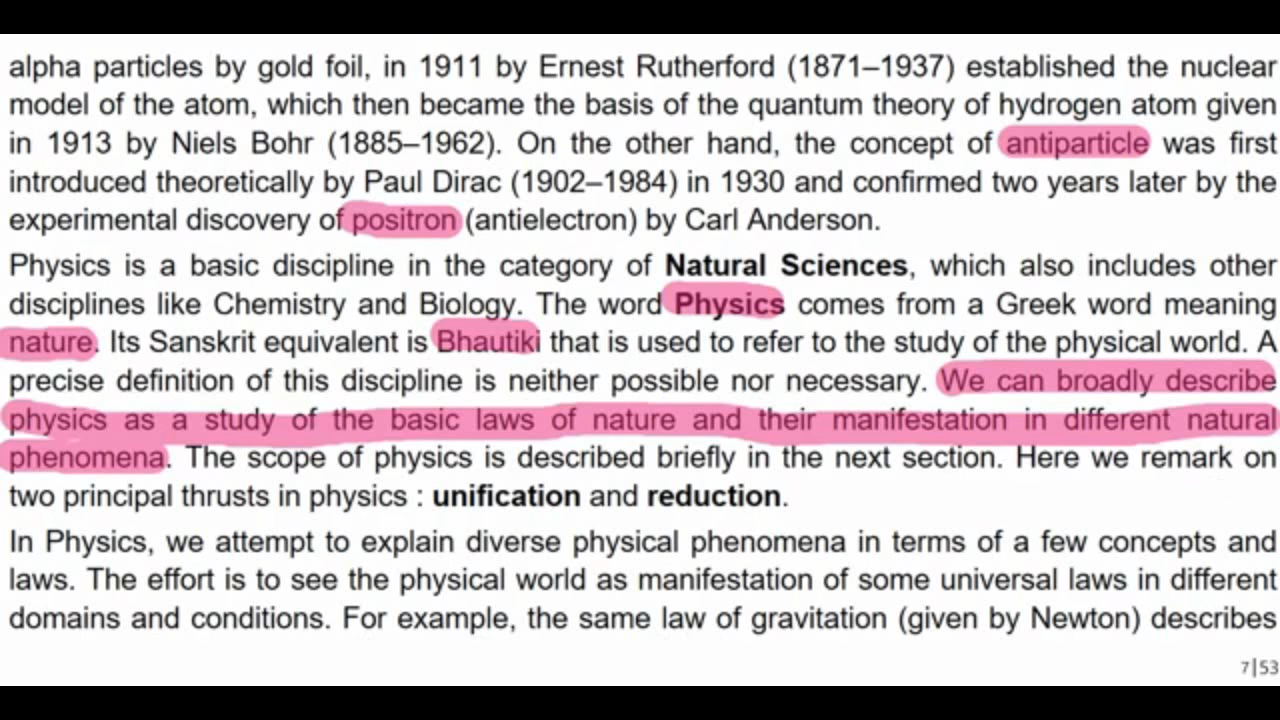 alpha particles by gold foil, in 1911 by Ernest Rutherford (1871–1937) established the nuclear
model of the atom, which then became the basis of the quantum theory of hydrogen atom given
in 1913 by Niels Bohr (1885–1962). On the other hand, the concept of antiparticle was first
introduced theoretically by Paul Dirac (1902–1984) in 1930 and confirmed two years later by the
experimental discovery of positron (antielectron) by Carl Anderson.
Physics is a basic discipline in the category of Natural Sciences, which also includes other
disciplines like Chemistry and Biology. The word Physics comes from a Greek word meaning
nature. Its Sanskrit equivalent is Bhautiki that is used to refer to the study of the physical world. A
precise definition of this discipline is neither possible nor necessary. We can broadly describe
physics as a study of the basic laws of nature and their manifestation in different natural
phenomena. The scope of physics is described briefly in the next section. Here we remark on
two principal thrusts in physics : unification and reduction.
In Physics, we attempt to explain diverse physical phenomena in terms of a few concepts and
laws. The effort is to see the physical world as manifestation of some universal laws in different
domains and conditions. For example, the same law of gravitation (given by Newton) describes
7|53